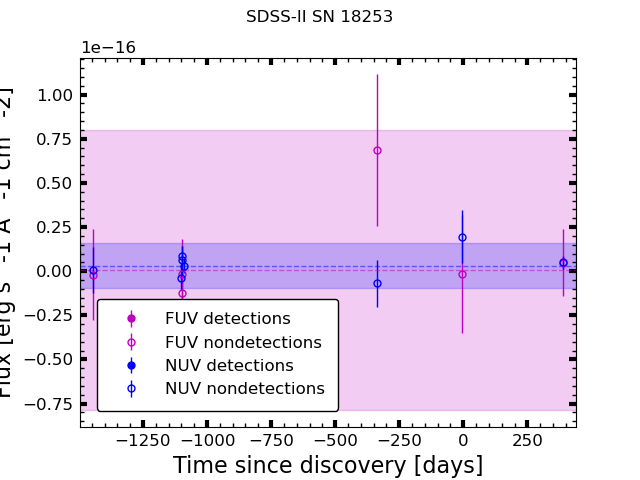 SDSS-II SN 18253
1e−16
1.00
0.75
0.50
0.25
0.00
−0.25
−0.50
−0.75
Flux [erg s -1 A -1 cm -2]
FUV detections
FUV nondetections
NUV detections
NUV nondetections
−1250 −1000 −750 −500 −250 0 250
Time since discovery [days]